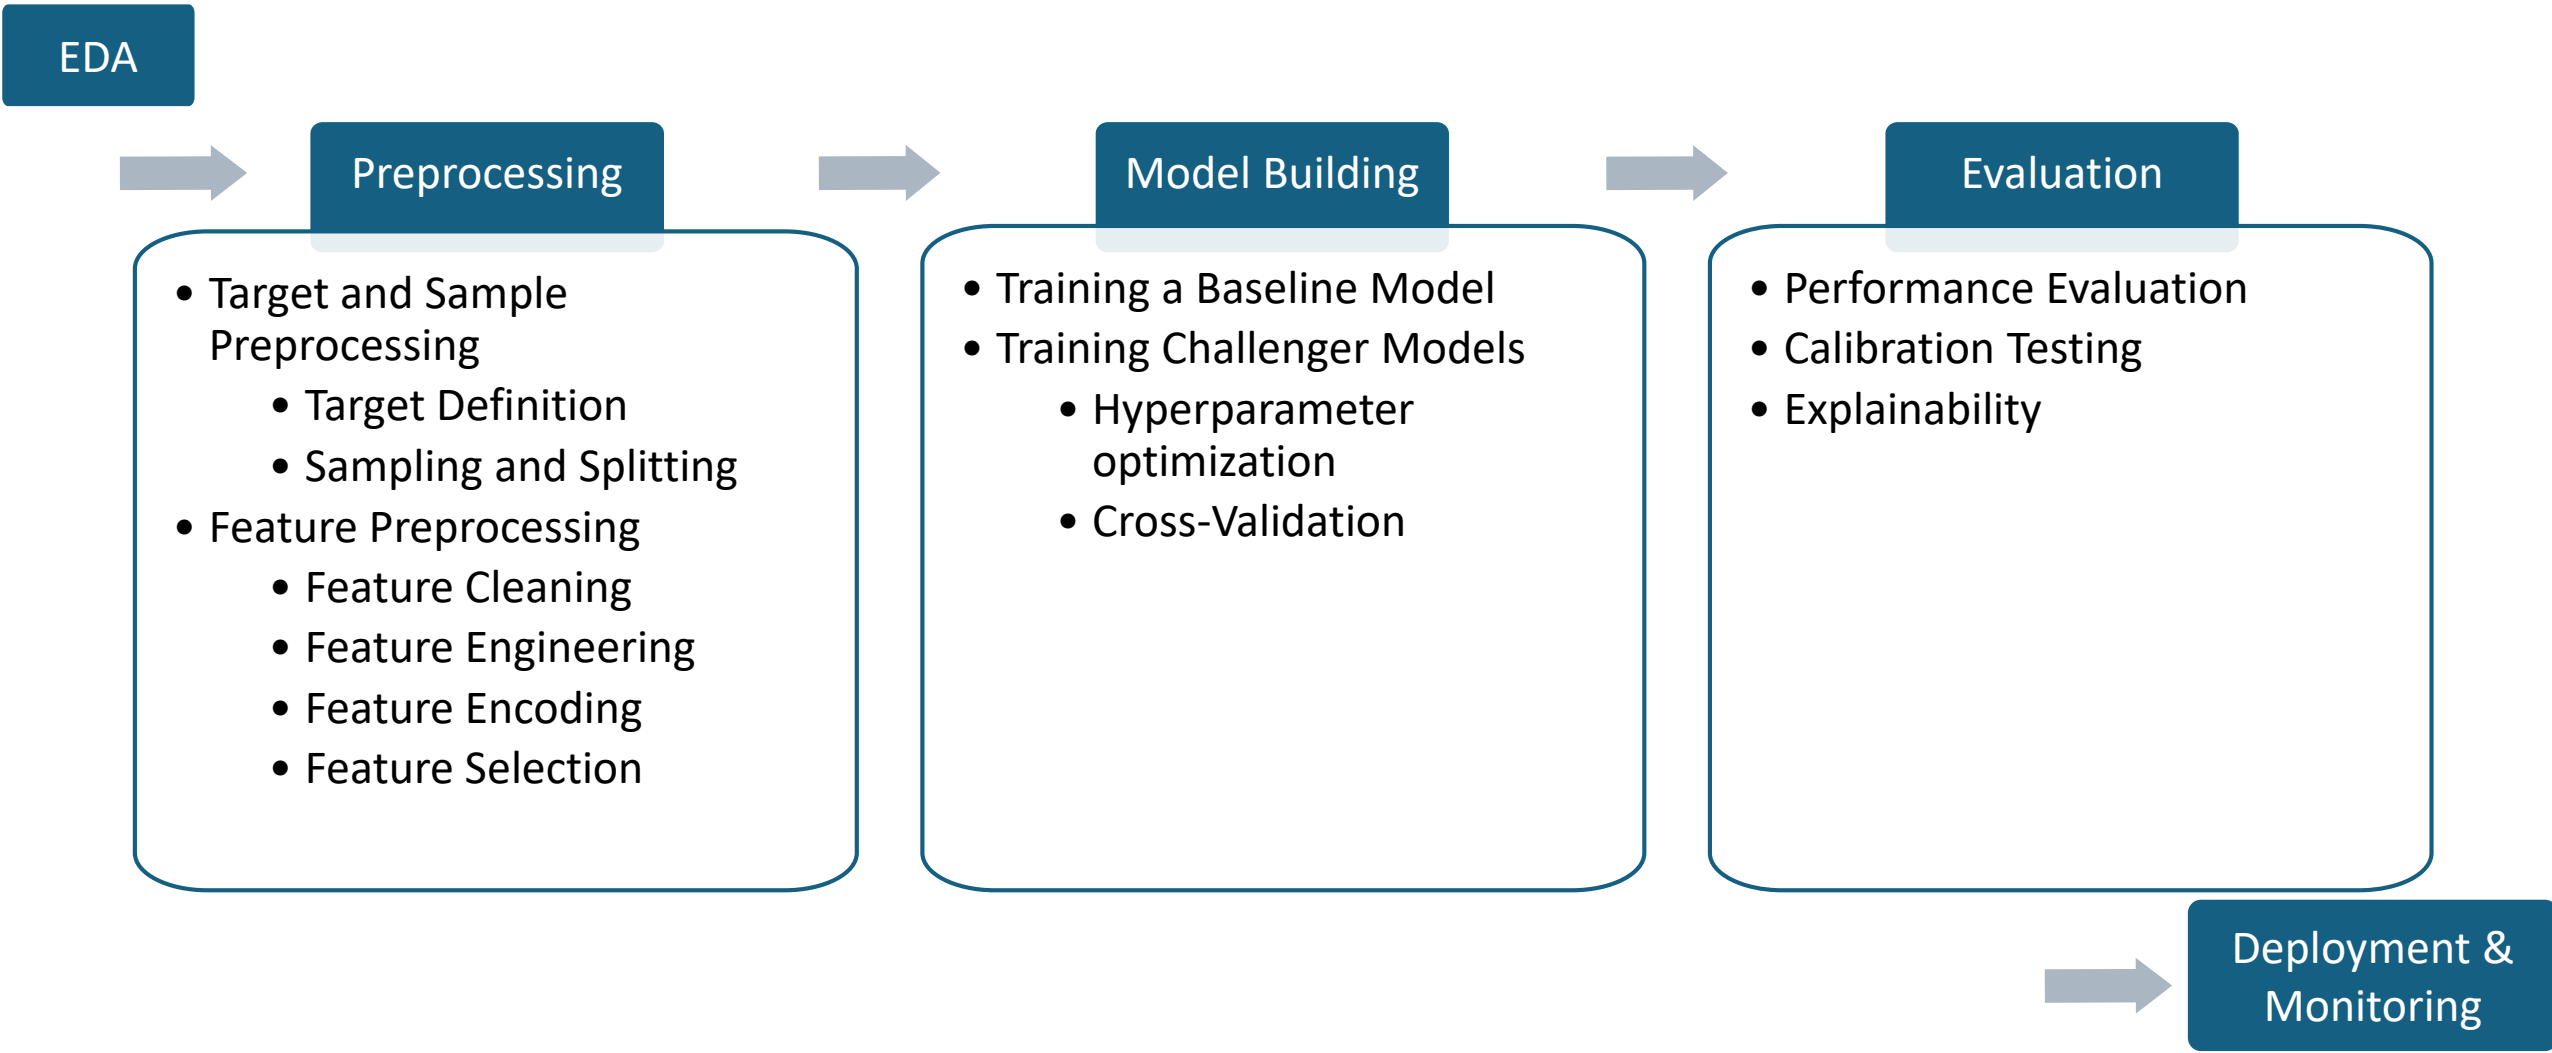 EDA
Preprocessing
• Target and Sample
Preprocessing
• Target Definition
• Sampling and Splitting
• Feature Preprocessing
• Feature Cleaning
• Feature Engineering
• Feature Encoding
• Feature Selection
Model Building
• Training a Baseline Model
• Training Challenger Models
• Hyperparameter
optimization
• Cross-Validation
Evaluation
• Performance Evaluation
• Calibration Testing
• Explainability
Deployment &
Monitoring